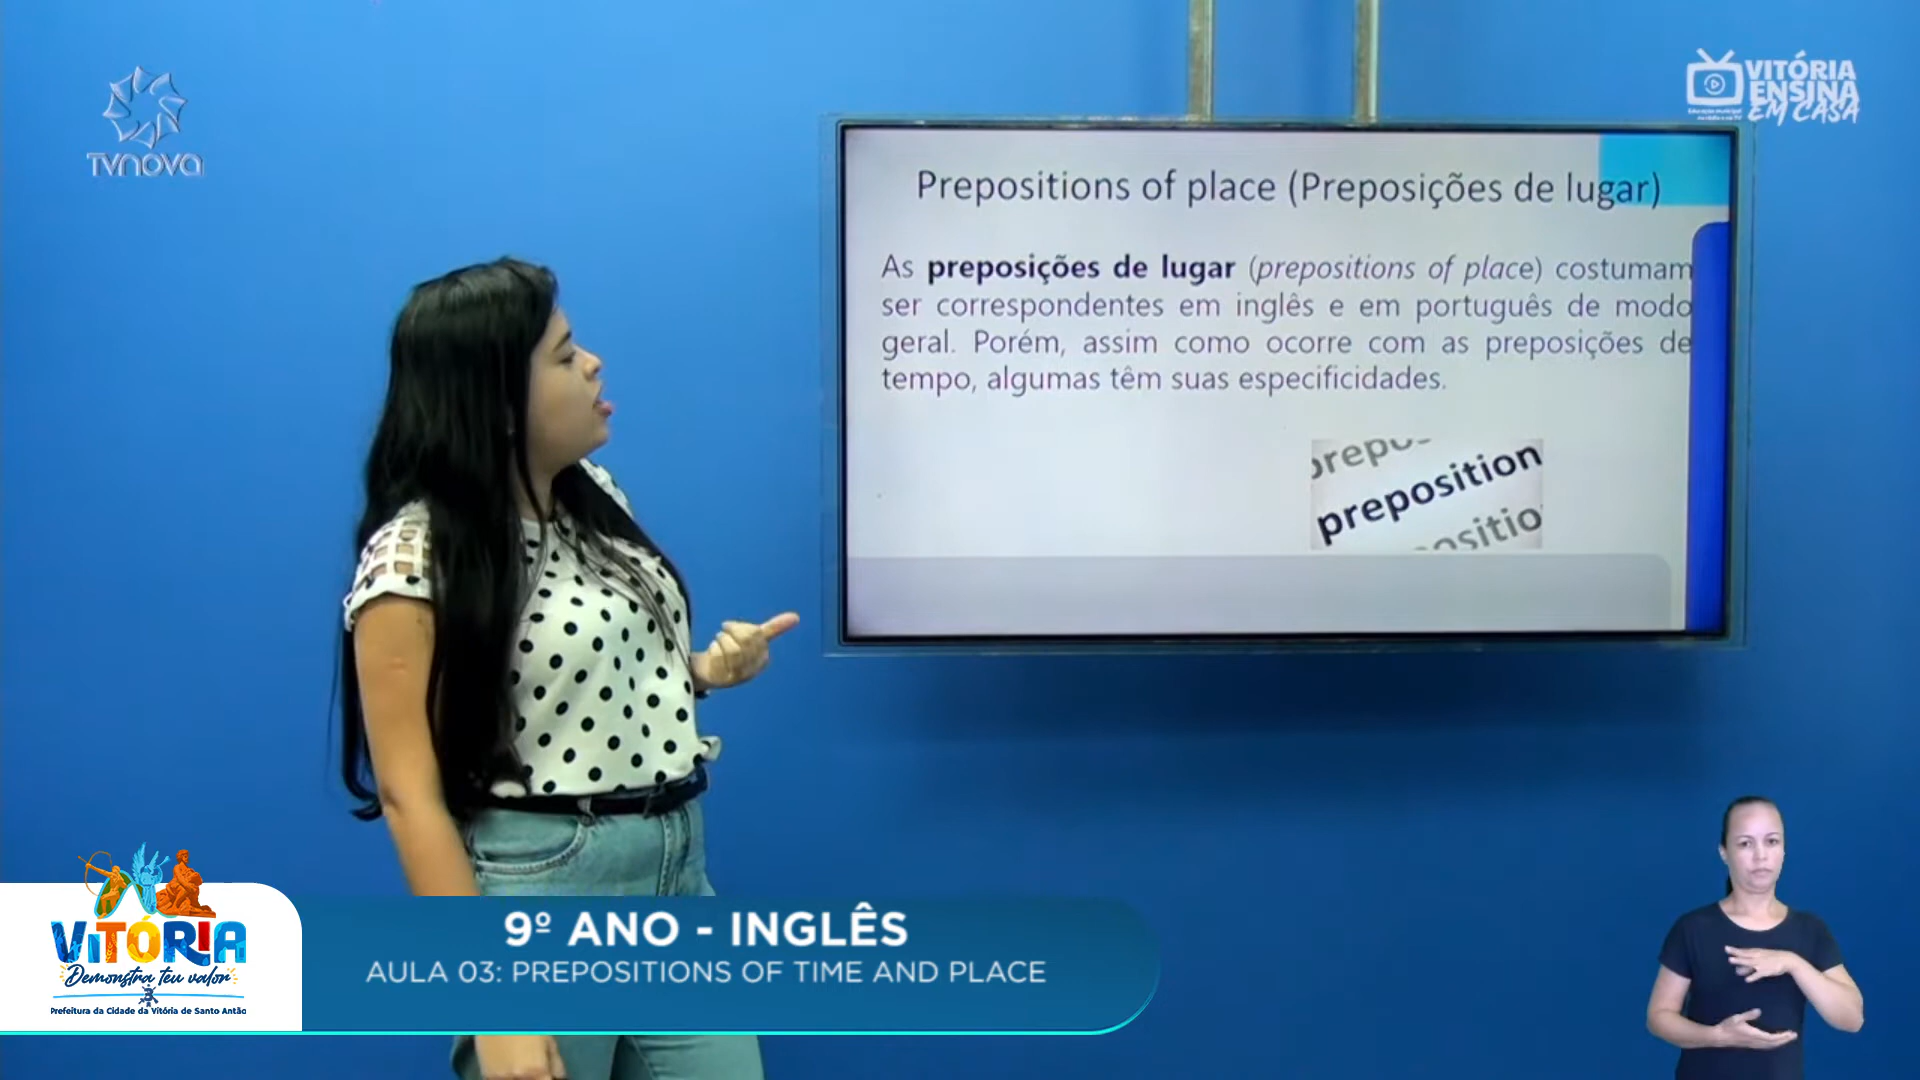 TVNOVA
VITÓRIA
ENSINA
EM CASA
Prepositions of place (Preposições de lugar)
As preposições de lugar (prepositions of place) costumam
ser correspondentes em inglês e em português de modo
geral. Porém, assim como ocorre com as preposições de
tempo, algumas têm suas especificidades.
prepo
preposition
positio
VITÓRIA
Demonstra teu valor
Prefeitura da Cidade da Vitória de Santo Antão
9º ANO - INGLÊS
AULA 03: PREPOSITIONS OF TIME AND PLACE